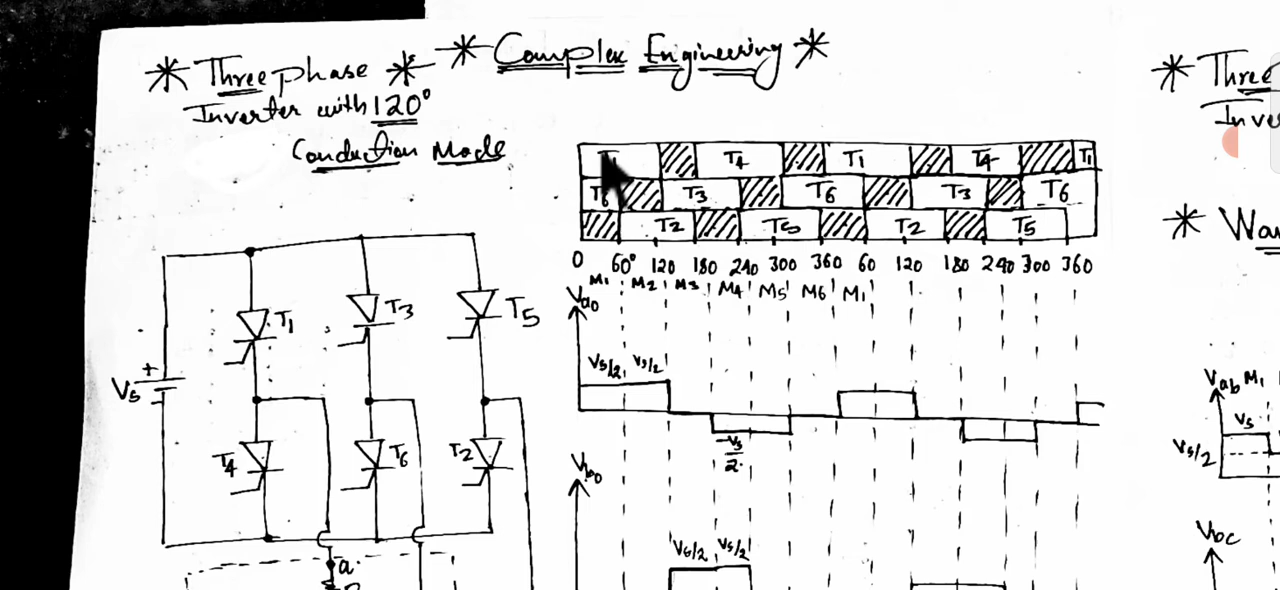 * Complex Engineering *
* Three phase *
Inverter with 120°
Conduction Mode
* Three
Inver
* Wa
T4 T1 T4 T1
T6 T3 T6 T3 T6
T2 T5 T2 T5
0 60° 120 180 240 300 360 60 120 180 240 300 360
M1 M2 M3 M4 M5 M6 M1
Vao
Vs/2 Vs/2
-Vs/2
T1 T3 T5
+
Vs
T4 T6 T2
a
Vbo
Vs/2 Vs/2
Vab M1
Vs
Vs/2
Vbc